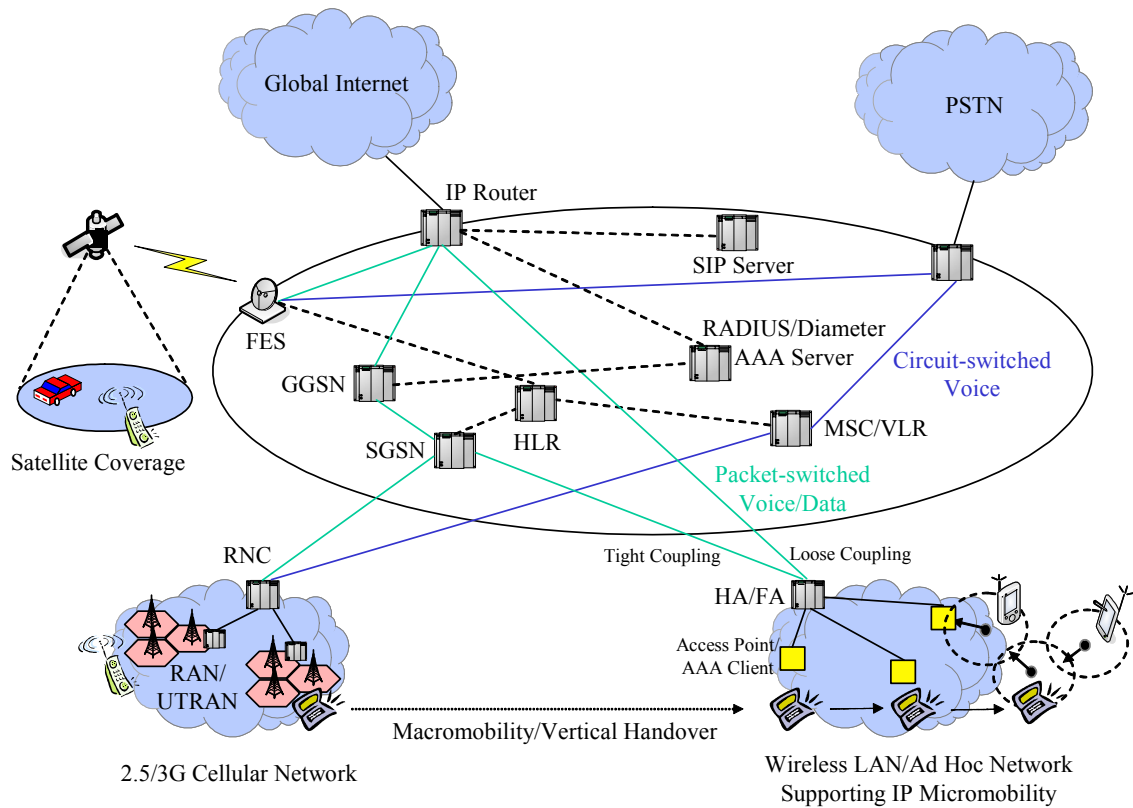 Global Internet
PSTN
IP Router
SIP Server
FES
RADIUS/Diameter
AAA Server
Circuit-switched
Voice
GGSN
HLR
MSC/VLR
SGSN
Satellite Coverage
Packet-switched
Voice/Data
RNC
Tight Coupling
Loose Coupling
HA/FA
Access Point/
AAA Client
RAN/
UTRAN
Macromobility/Vertical Handover
2.5/3G Cellular Network
Wireless LAN/Ad Hoc Network
Supporting IP Micromobility